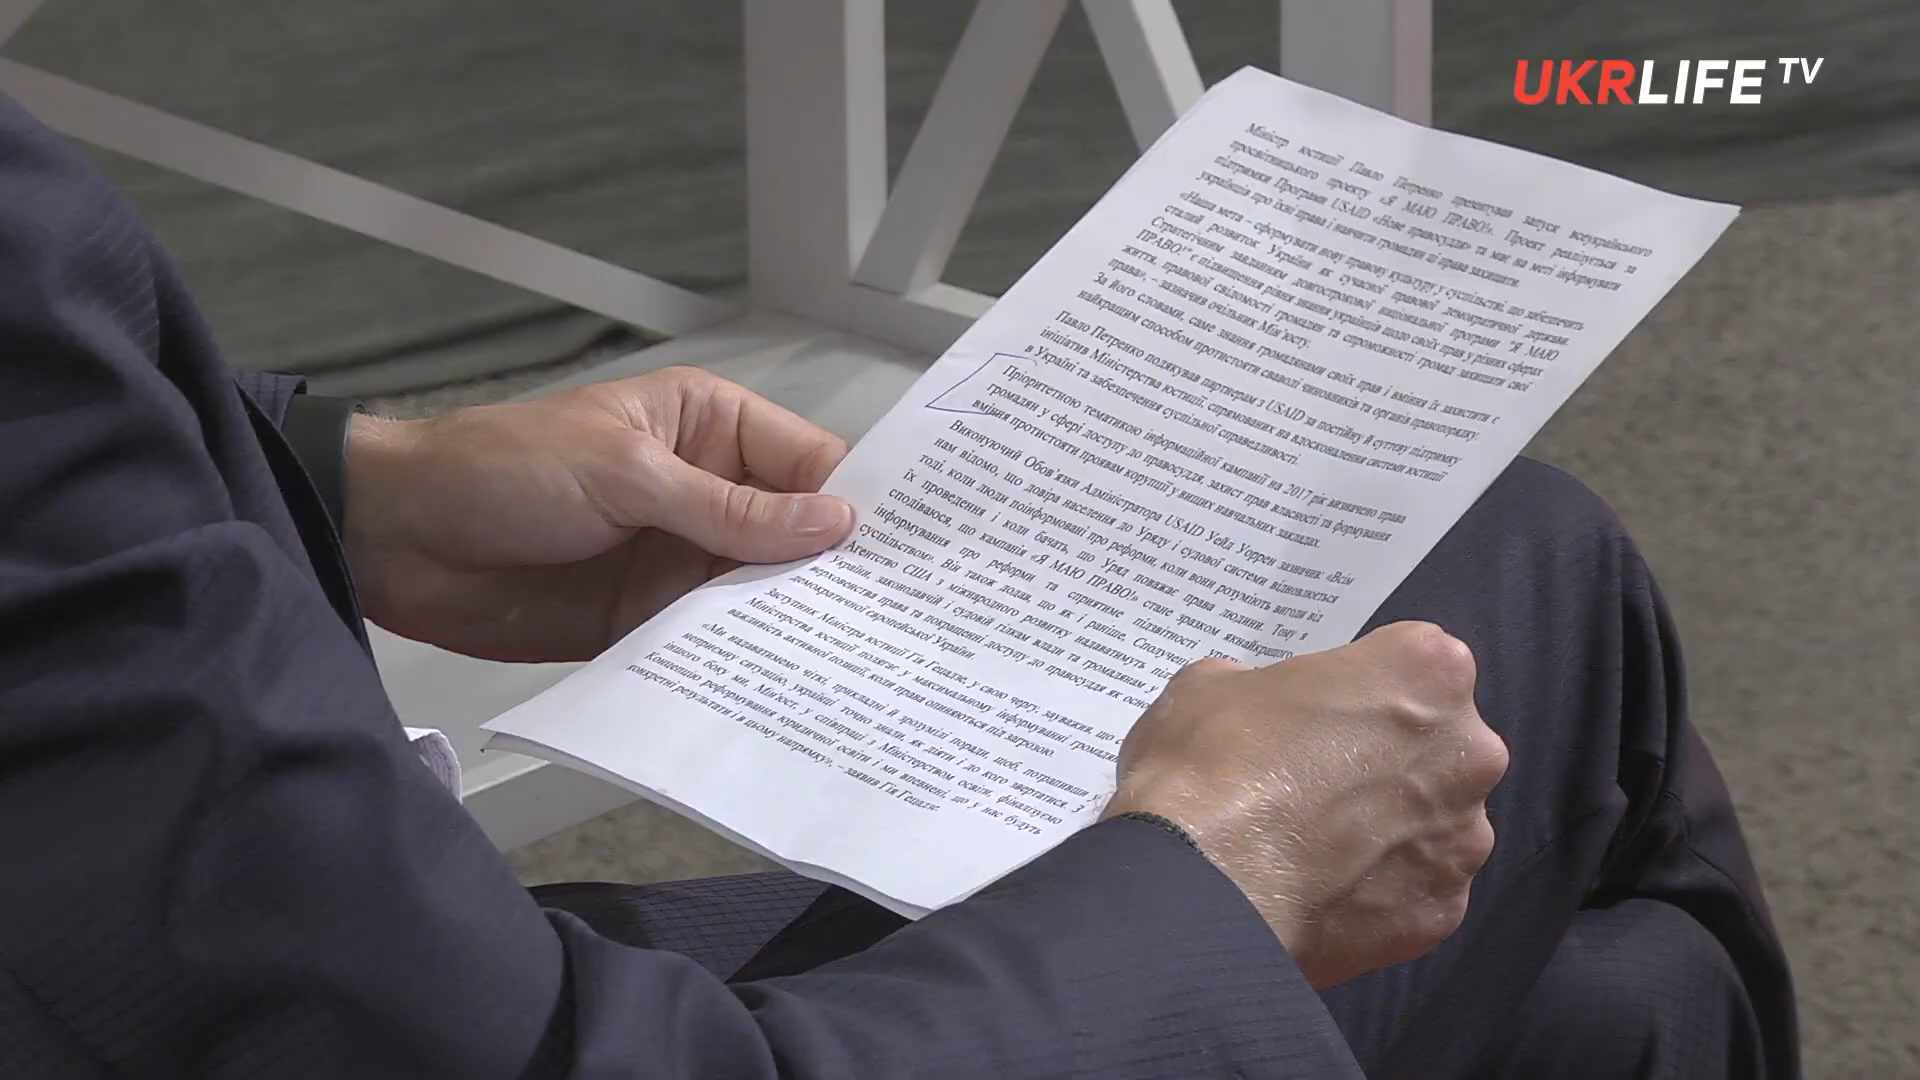 UKRLIFE TV
Міністр юстиції Павло Петренко презентував запуск всеукраїнського
просвітницького проекту «Я МАЮ ПРАВО!». Проект реалізується за
підтримки Програми USAID «Нове правосуддя» та має на меті інформувати
українців про їхні права і навчити громадян ці права захищати.
«Наша мета – сформувати нову правову культуру у суспільстві, що забезпечить
сталий розвиток України як сучасної правової демократичної держави.
Стратегічним завданням довгострокової національної програми "Я МАЮ
ПРАВО!" є підвищення рівня знання українців щодо своїх прав у різних сферах
життя, правової свідомості громадян та спроможності громад захищати свої
права», – зазначив очільник Мін'юсту.
За його словами, саме знання громадянами своїх прав і вміння їх захистити є
найкращим способом протистояти свавілі чиновників та органів правопорядку.
Павло Петренко подякував партнерам з USAID за постійну й суттєву підтримку
ініціатив Міністерства юстиції, спрямованих на вдосконалення системи юстиції
в Україні та забезпечення суспільної справедливості.
Пріоритетною тематикою інформаційної кампанії на 2017 рік визначено права
громадян у сфері доступу до правосуддя, захист прав власності та формування
вміння протистояти проявам корупції у вищих навчальних закладах.
Виконуючий Обов'язки Адміністратора USAID Уейд Уоррен зазначив: «Всім
нам відомо, що довіра населення до Уряду і судової системи відновлюється
тоді, коли люди поінформовані про реформи, коли вони розуміють вигоди від
їх проведення і коли бачать, що Уряд поважає права людини. Тому я
сподіваюся, що кампанія «Я МАЮ ПРАВО!» стане зразком якнайкращого
інформування про реформи та сприятиме підзвітності уряду
суспільством». Він також додав, що як і раніше, Сполучені
Агентство США з міжнародного розвитку надаватимуть
України, законодавчій і судовій гілкам влади та громадянам у
верховенства права та покращенні доступу до правосуддя як
демократичної європейської України.
Заступник Міністра юстиції Гія Гецадзе, у свою чергу, зауважив, що
Міністерства юстиції полягає у максимальному інформуванні
важливість активної позиції, коли права опиняються під загрозою.
«Ми надаватимемо чіткі, прикладні й зрозумілі поради, щоб, потрапивши у
неприємну ситуацію, українці точно знали, як діяти і до кого звертатися. З
іншого боку ми, Мін'юст, у співпраці з Міністерством освіти, фіналізуємо
Концепцію реформування юридичної освіти і ми впевнені, що у нас будуть
конкретні результати і в цьому напрямку», – заявив Гія Гецадзе.